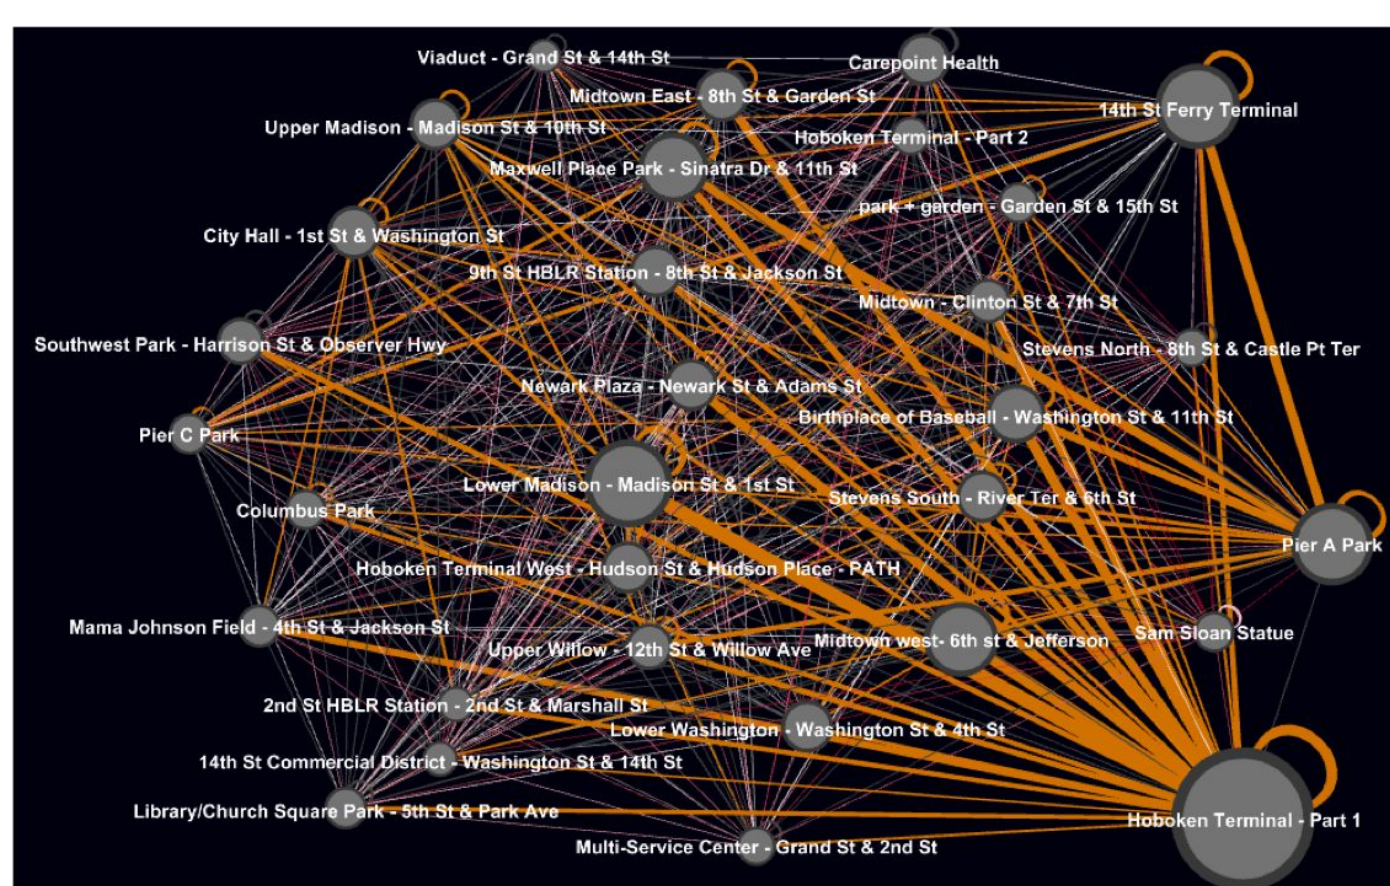 Viaduct - Grand St & 14th St
Carepoint Health
Midtown East - 8th St & Garden St
14th St Ferry Terminal
Upper Madison - Madison St & 10th St
Hoboken Terminal - Part 2
Maxwell Place Park - Sinatra Dr & 11th St
park + garden - Garden St & 15th St
City Hall - 1st St & Washington St
9th St HBLR Station - 8th St & Jackson St
Midtown - Clinton St & 7th St
Southwest Park - Harrison St & Observer Hwy
Stevens North - 8th St & Castle Pt Ter
Newark Plaza - Newark St & Adams St
Birthplace of Baseball - Washington St & 11th St
Pier C Park
Lower Madison - Madison St & 1st St
Stevens South - River Ter & 6th St
Columbus Park
Pier A Park
Hoboken Terminal West - Hudson St & Hudson Place - PATH
Mama Johnson Field - 4th St & Jackson St
Sam Sloan Statue
Midtown west- 6th st & Jefferson
Upper Willow - 12th St & Willow Ave
2nd St HBLR Station - 2nd St & Marshall St
Lower Washington - Washington St & 4th St
14th St Commercial District - Washington St & 14th St
Library/Church Square Park - 5th St & Park Ave
Hoboken Terminal - Part 1
Multi-Service Center - Grand St & 2nd St